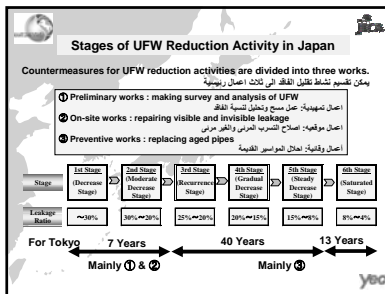 jica
Stages of UFW Reduction Activity in Japan
Countermeasures for UFW reduction activities are divided into three works.
يمكن تقسيم نشاط تقليل الفاقد الى ثلاث اعمال رئيسية
① Preliminary works : making survey and analysis of UFW
اعمال تمهيدية: عمل مسح وتحليل لنسبة الفاقد
② On-site works : repairing visible and invisible leakage
اعمال موقعية: اصلاح التسرب المرئى والغير مرئى
③ Preventive works : replacing aged pipes
أعمال وقائية: احلال المواسير القديمة
Stage
1st Stage (Decrease Stage)
2nd Stage (Moderate Decrease Stage)
3rd Stage (Recurrence Stage)
4th Stage (Gradual Decrease Stage)
5th Stage (Steady Decrease Stage)
6th Stage (Saturated Stage)
Leakage Ratio
~30%
30%~20%
25%~20%
20%~15%
15%~8%
8%~4%
For Tokyo
7 Years
40 Years
13 Years
Mainly ① & ②
Mainly ③
yec